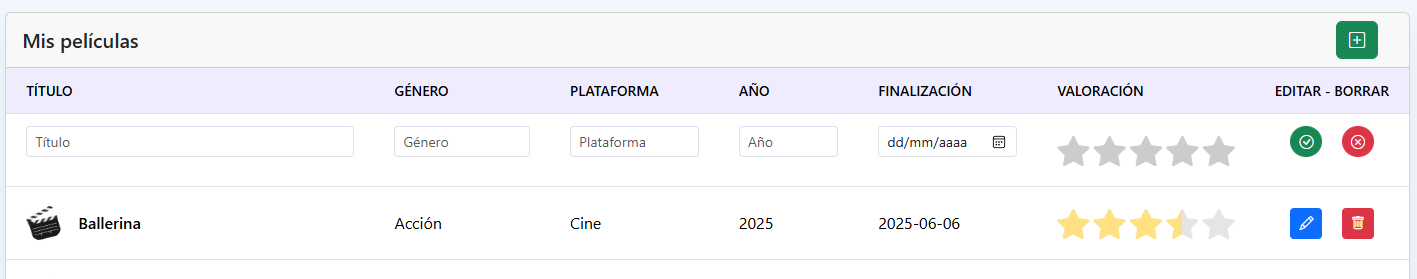 Mis películas
TÍTULO GÉNERO PLATAFORMA AÑO FINALIZACIÓN VALORACIÓN EDITAR - BORRAR
Título Género Plataforma Año dd/mm/aaaa
Ballerina Acción Cine 2025 2025-06-06